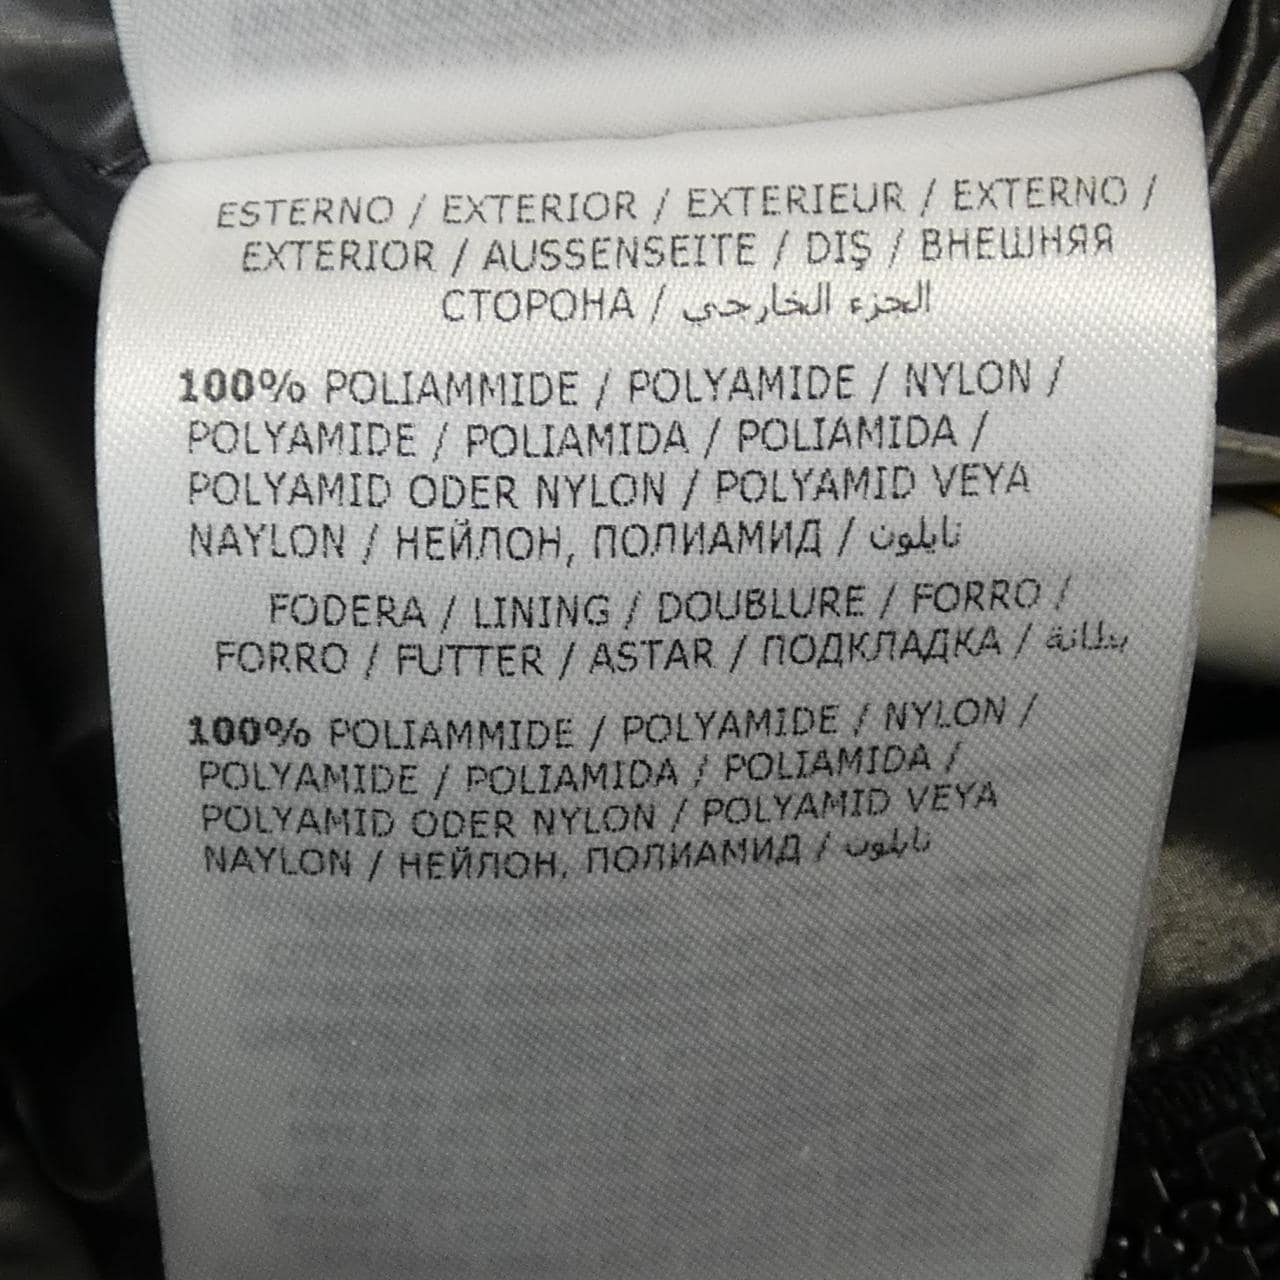 ESTERNO / EXTERIOR / EXTERIEUR / EXTERNO /
EXTERIOR / AUSSENSEITE / DIŞ / ВНЕШНЯЯ
СТОРОНА / الجزء الخارجي
100% POLIAMMIDE / POLYAMIDE / NYLON /
POLYAMIDE / POLIAMIDA / POLIAMIDA /
POLYAMID ODER NYLON / POLYAMID VEYA
NAYLON / НЕЙЛОН, ПОЛИАМИД / نايلون
FODERA / LINING / DOUBLURE / FORRO /
FORRO / FUTTER / ASTAR / ПОДКЛАДКА / بطانة
100% POLIAMMIDE / POLYAMIDE / NYLON /
POLYAMIDE / POLIAMIDA / POLIAMIDA /
POLYAMID ODER NYLON / POLYAMID VEYA
NAYLON / НЕЙЛОН, ПОЛИАМИД / نايلون